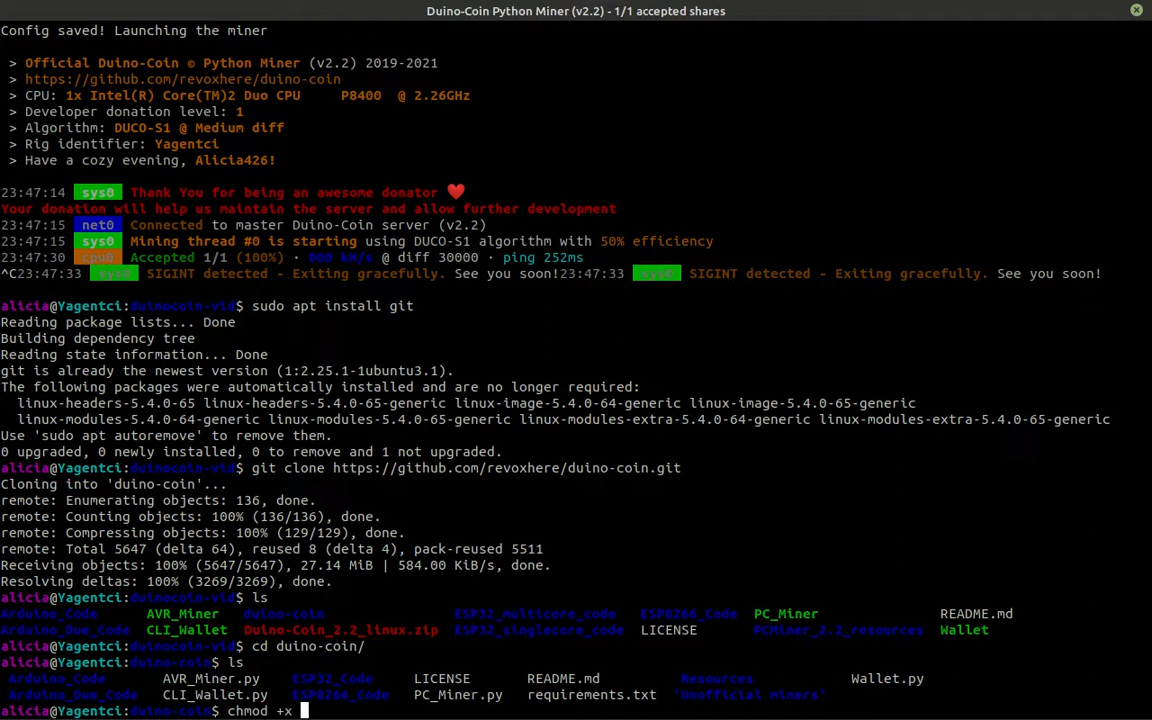 Duino-Coin Python Miner (v2.2) - 1/1 accepted shares
Config saved! Launching the miner
> Official Duino-Coin © Python Miner (v2.2) 2019-2021
> https://github.com/revoxhere/duino-coin
> CPU: 1x Intel(R) Core(TM)2 Duo CPU     P8400  @ 2.26GHz
> Developer donation level: 1
> Algorithm: DUCO-S1 @ Medium diff
> Rig identifier: Yagentci
> Have a cozy evening, Alicia426!
23:47:14  sys0  Thank You for being an awesome donator ❤
Your donation will help us maintain the server and allow further development
23:47:15  net0  Connected to master Duino-Coin server (v2.2)
23:47:15  sys0  Mining thread #0 is starting using DUCO-S1 algorithm with 50% efficiency
23:47:30  cpu0  Accepted 1/1 (100%) · 000 kH/s @ diff 30000 · ping 252ms
^C23:47:33  sys0  SIGINT detected - Exiting gracefully. See you soon!23:47:33  sys0  SIGINT detected - Exiting gracefully. See you soon!
alicia@Yagentci:duinocoin-vid$ sudo apt install git
Reading package lists... Done
Building dependency tree
Reading state information... Done
git is already the newest version (1:2.25.1-1ubuntu3.1).
The following packages were automatically installed and are no longer required:
  linux-headers-5.4.0-65 linux-headers-5.4.0-65-generic linux-image-5.4.0-64-generic linux-image-5.4.0-65-generic
  linux-modules-5.4.0-64-generic linux-modules-5.4.0-65-generic linux-modules-extra-5.4.0-64-generic linux-modules-extra-5.4.0-65-generic
Use 'sudo apt autoremove' to remove them.
0 upgraded, 0 newly installed, 0 to remove and 1 not upgraded.
alicia@Yagentci:duinocoin-vid$ git clone https://github.com/revoxhere/duino-coin.git
Cloning into 'duino-coin'...
remote: Enumerating objects: 136, done.
remote: Counting objects: 100% (136/136), done.
remote: Compressing objects: 100% (129/129), done.
remote: Total 5647 (delta 64), reused 8 (delta 4), pack-reused 5511
Receiving objects: 100% (5647/5647), 27.14 MiB | 584.00 KiB/s, done.
Resolving deltas: 100% (3269/3269), done.
alicia@Yagentci:duinocoin-vid$ ls
Arduino_Code      AVR_Miner   duino-coin                 ESP32_multicore_code   ESP8266_Code  PC_Miner               README.md
Arduino_Due_Code  CLI_Wallet  Duino-Coin_2.2_linux.zip  ESP32_singlecore_code  LICENSE       PCMiner_2.2_resources  Wallet
alicia@Yagentci:duinocoin-vid$ cd duino-coin/
alicia@Yagentci:duino-coin$ ls
Arduino_Code      AVR_Miner.py   ESP32_Code    LICENSE      README.md         Resources            Wallet.py
Arduino_Due_Code  CLI_Wallet.py  ESP8266_Code  PC_Miner.py  requirements.txt  'Unofficial miners'
alicia@Yagentci:duino-coin$ chmod +x